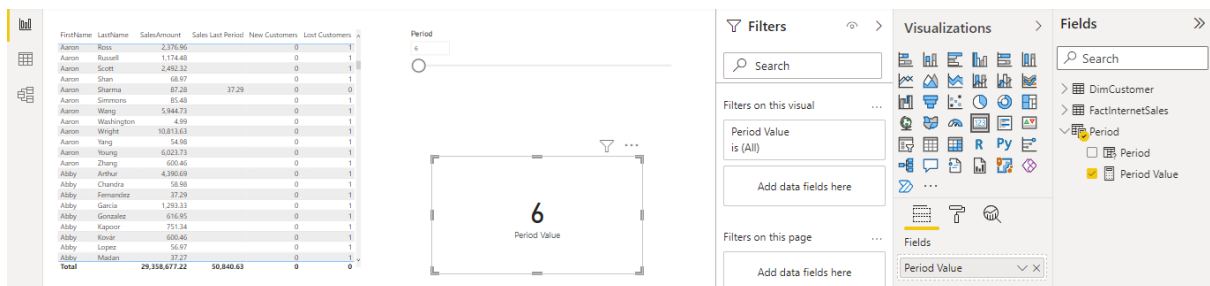 FirstName LastName SalesAmount Sales Last Period New Customers Lost Customers
Aaron Ross 2,376.96 0 1
Aaron Russell 1,174.48 0 1
Aaron Scott 2,492.32 0 1
Aaron Shan 68.97 0 1
Aaron Sharma 87.28 37.29 0 0
Aaron Simmons 85.48 0 1
Aaron Wang 5,944.73 0 1
Aaron Washington 4.99 0 1
Aaron Wright 10,813.63 0 1
Aaron Yang 54.98 0 1
Aaron Young 6,023.73 0 1
Aaron Zhang 600.46 0 1
Abby Arthur 4,390.69 0 1
Abby Chandra 58.98 0 1
Abby Fernandez 37.29 0 1
Abby Garcia 1,293.33 0 1
Abby Gonzalez 616.95 0 1
Abby Kapoor 751.34 0 1
Abby Kovár 600.46 0 1
Abby Lopez 56.97 0 1
Abby Madan 37.27 0 1
Total 29,358,677.22 50,840.63 0 0
Period
6
6
Period Value
Filters
Search
Filters on this visual ...
Period Value
is (All)
Add data fields here
Filters on this page ...
Add data fields here
Visualizations
123
R Py
Fields
Period Value
Fields
Search
DimCustomer
FactInternetSales
Period
Period
Period Value